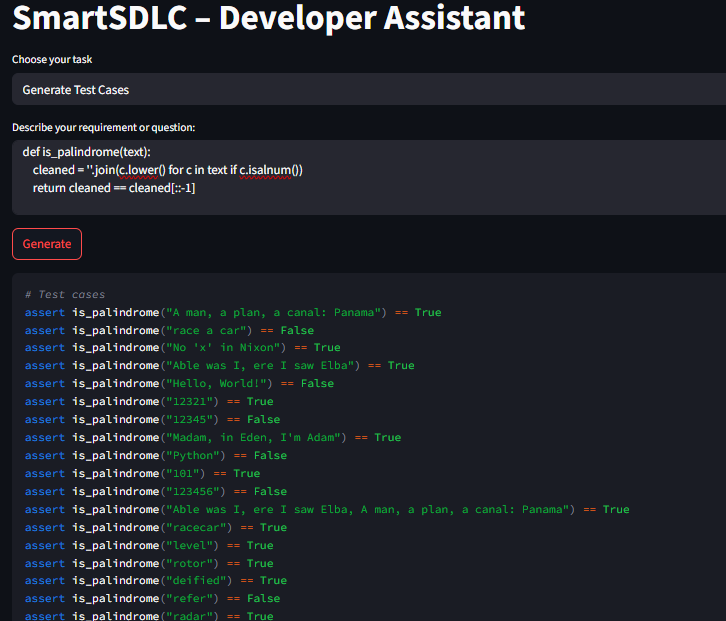 SmartSDLC – Developer Assistant
Choose your task
Generate Test Cases
Describe your requirement or question:
def is_palindrome(text):
    cleaned = ''.join(c.lower() for c in text if c.isalnum())
    return cleaned == cleaned[::-1]
Generate
# Test cases
assert is_palindrome("A man, a plan, a canal: Panama") == True
assert is_palindrome("race a car") == False
assert is_palindrome("No 'x' in Nixon") == True
assert is_palindrome("Able was I, ere I saw Elba") == True
assert is_palindrome("Hello, World!") == False
assert is_palindrome("12321") == True
assert is_palindrome("12345") == False
assert is_palindrome("Madam, in Eden, I'm Adam") == True
assert is_palindrome("Python") == False
assert is_palindrome("101") == True
assert is_palindrome("123456") == False
assert is_palindrome("Able was I, ere I saw Elba, A man, a plan, a canal: Panama") == True
assert is_palindrome("racecar") == True
assert is_palindrome("level") == True
assert is_palindrome("rotor") == True
assert is_palindrome("deified") == True
assert is_palindrome("refer") == False
assert is_palindrome("radar") == True